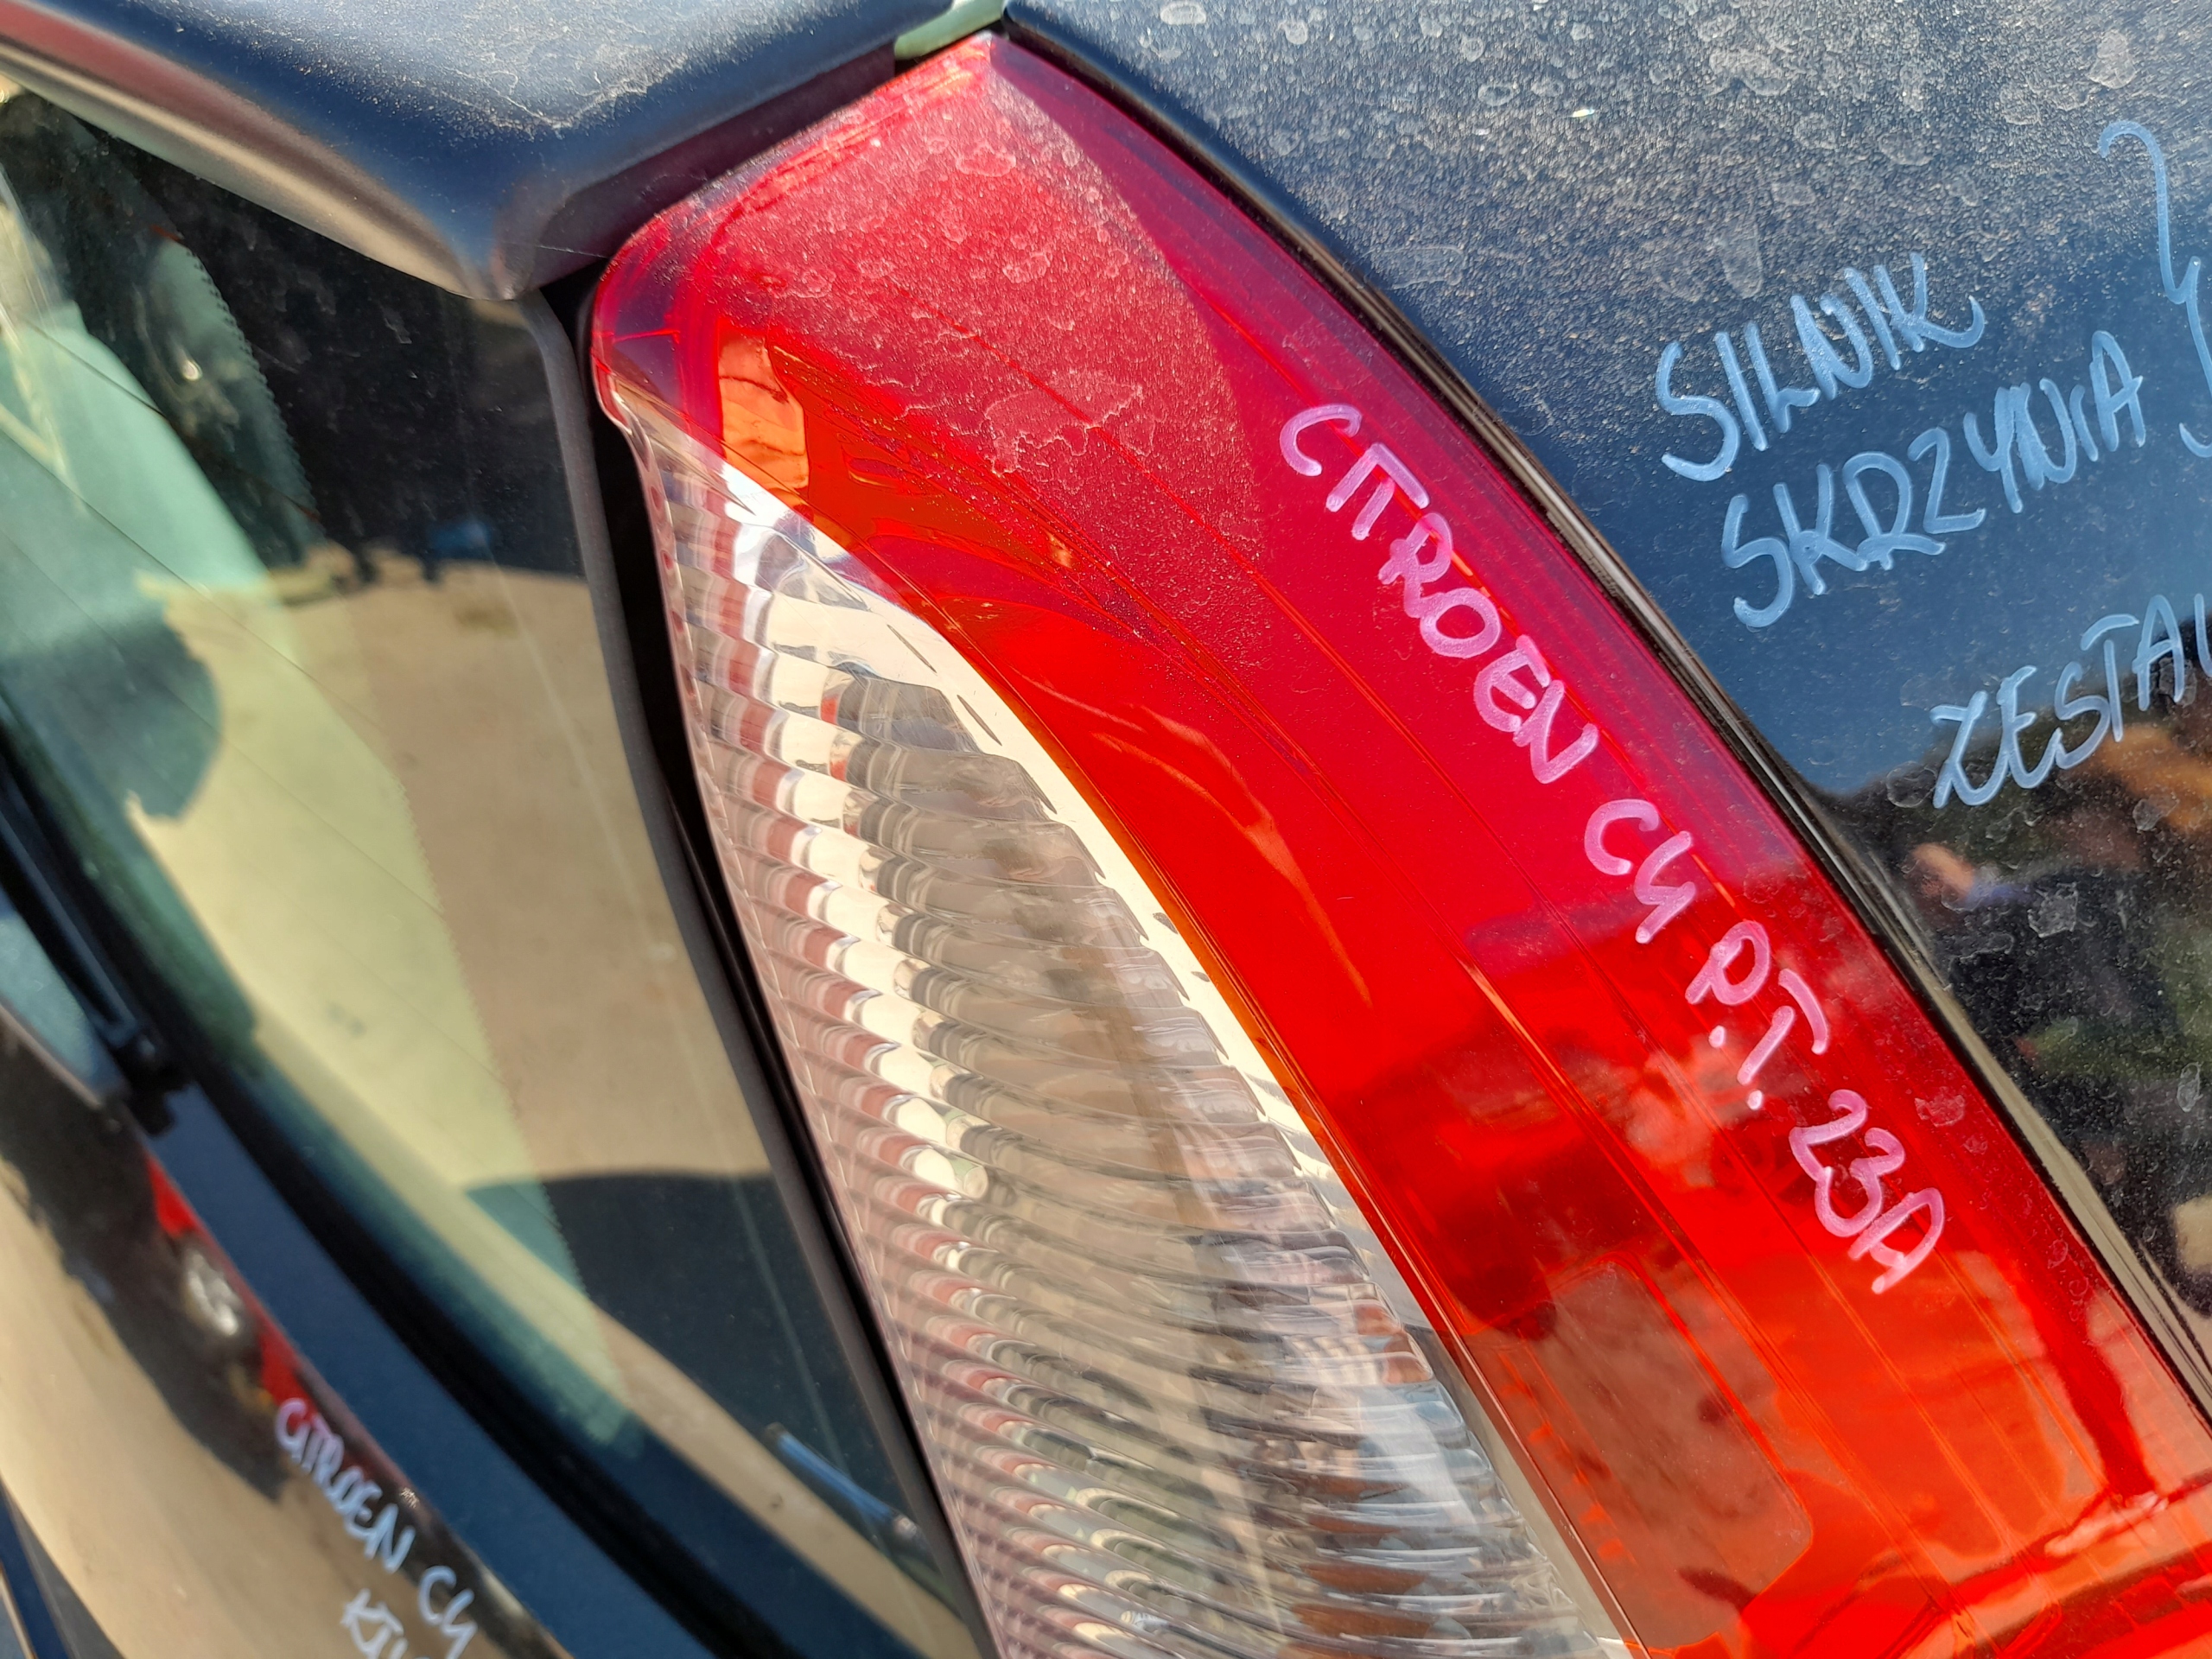 SILNIK
SKRZYNIA
CITROEN C4 P.T. 23A
CITROEN C4